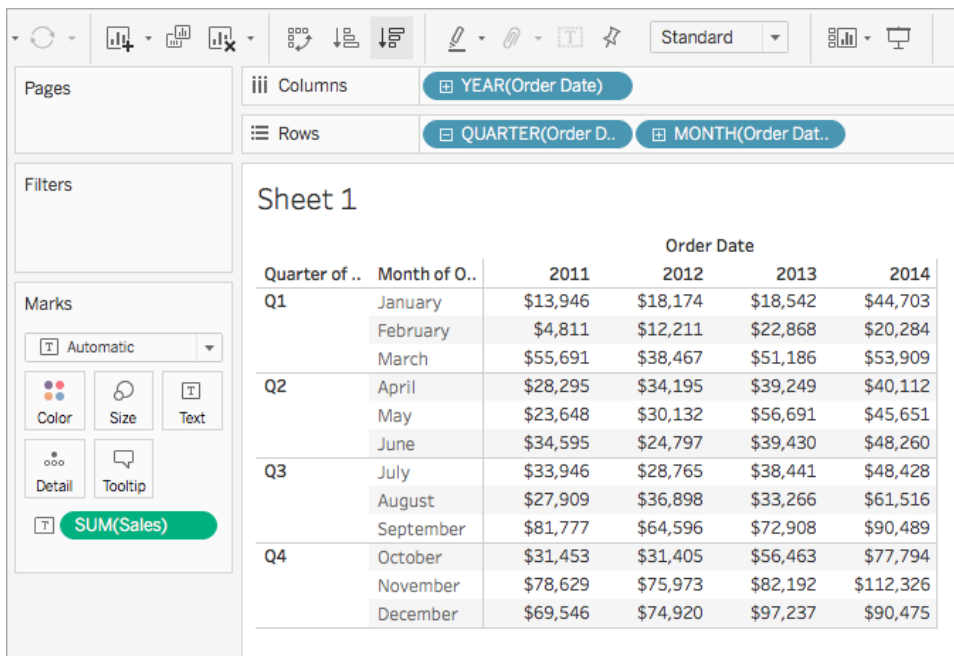 Standard
Pages
Columns
YEAR(Order Date)
Rows
QUARTER(Order D..
MONTH(Order Dat..
Filters
Marks
T Automatic
Color
Size
T
Text
Detail
Tooltip
T
SUM(Sales)
Sheet 1
Order Date
Quarter of .. Month of O.. 2011 2012 2013 2014
Q1 January $13,946 $18,174 $18,542 $44,703
February $4,811 $12,211 $22,868 $20,284
March $55,691 $38,467 $51,186 $53,909
Q2 April $28,295 $34,195 $39,249 $40,112
May $23,648 $30,132 $56,691 $45,651
June $34,595 $24,797 $39,430 $48,260
Q3 July $33,946 $28,765 $38,441 $48,428
August $27,909 $36,898 $33,266 $61,516
September $81,777 $64,596 $72,908 $90,489
Q4 October $31,453 $31,405 $56,463 $77,794
November $78,629 $75,973 $82,192 $112,326
December $69,546 $74,920 $97,237 $90,475